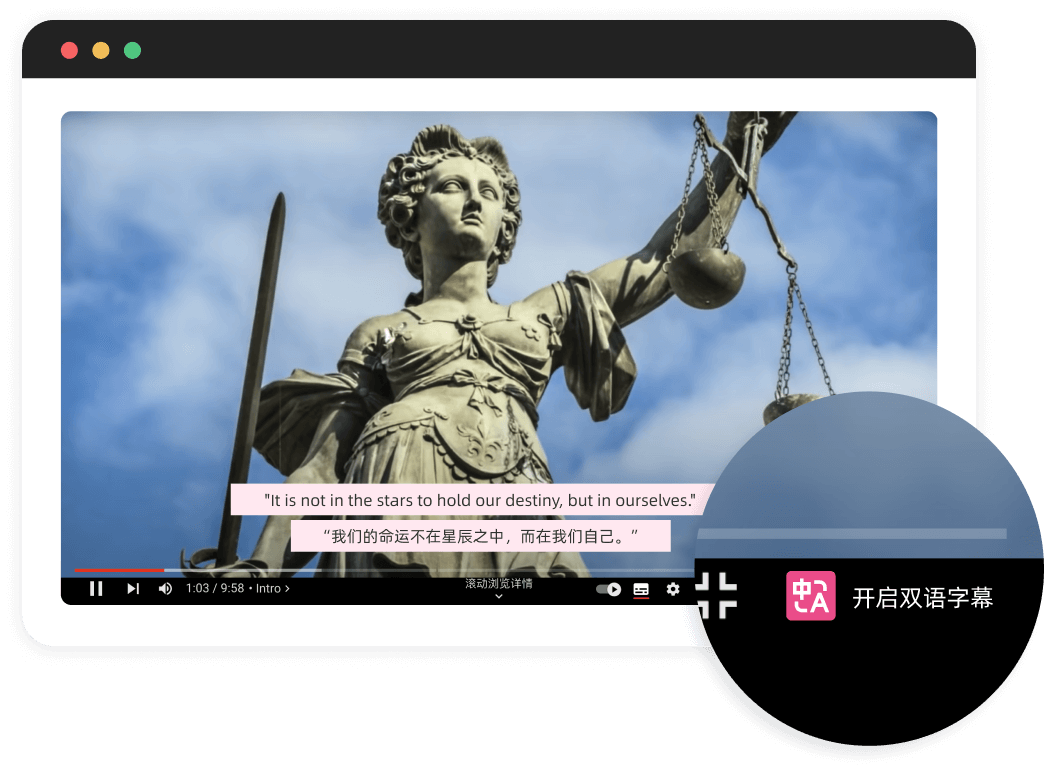 "It is not in the stars to hold our destiny, but in ourselves."
“我们的命运不在星辰之中，而在我们自己。”
1:03 / 9:58 • Intro
滚动浏览详情
中A
开启双语字幕